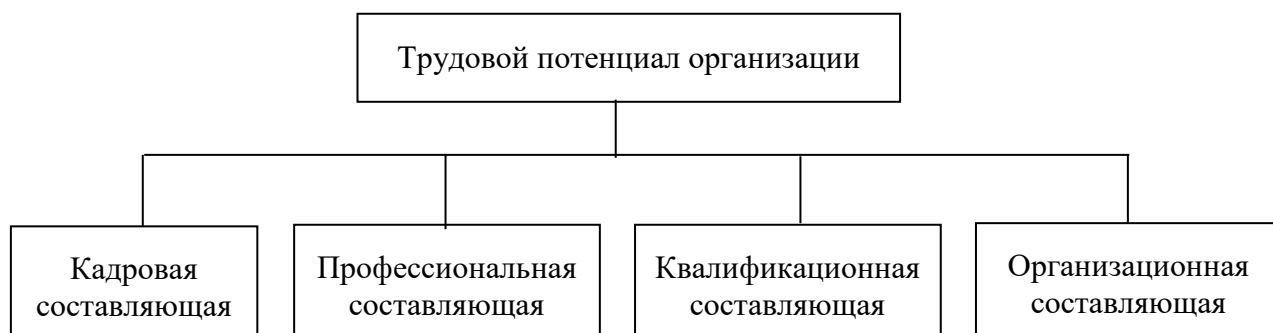 Трудовой потенциал организации
Кадровая
составляющая
Профессиональная
составляющая
Квалификационная
составляющая
Организационная
составляющая